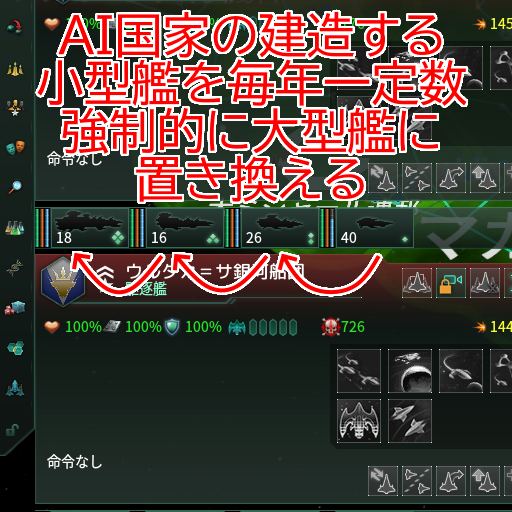 AI国家の建造する
小型艦を毎年一定数
強制的に大型艦に
置き換える
145
命令なし
18
16
26
40
駆逐艦
100%
100%
100%
726
144
命令なし